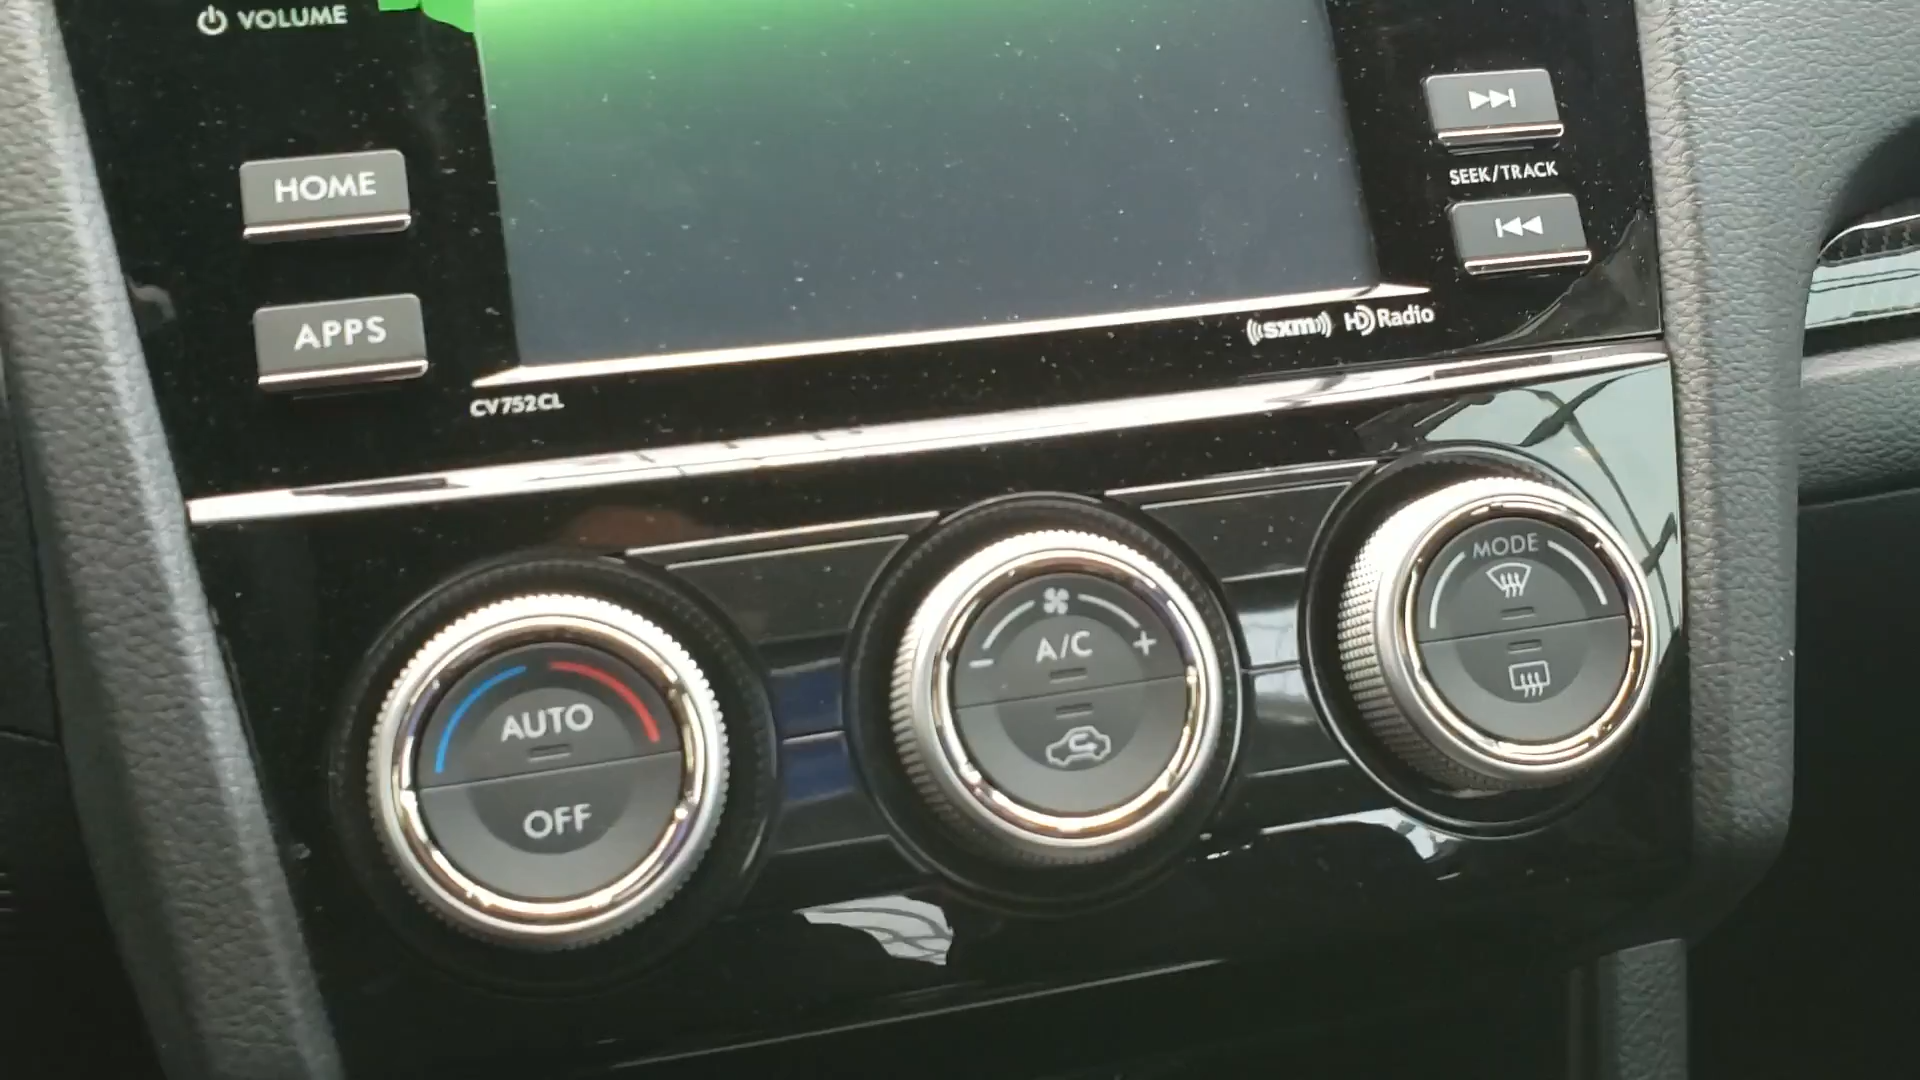 VOLUME
HOME
APPS
SEEK/TRACK
sxm HD Radio
CV752CL
MODE
A/C
- +
AUTO
OFF